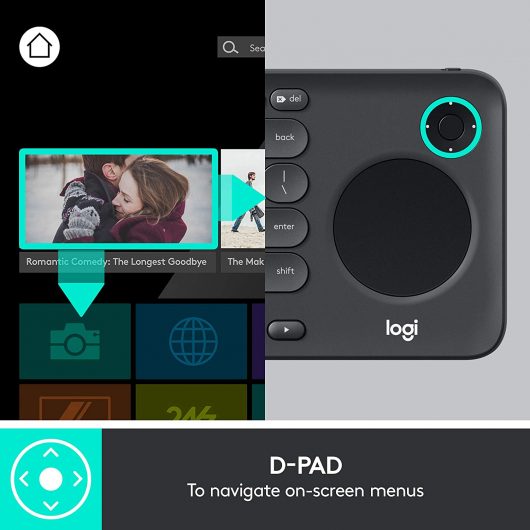 Sea
Romantic Comedy: The Longest Goodbye
The Mak
24/
del
back
|
\
enter
shift
logi
D-PAD
To navigate on-screen menus